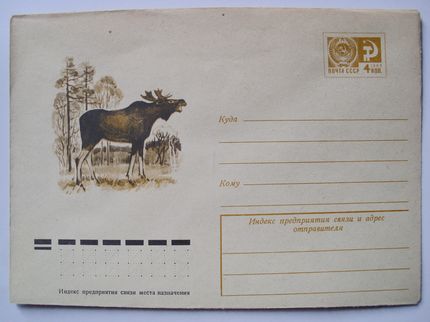 ПОЧТА СССР 4 КОП.
Куда
Кому
Индекс предприятия связи и адрес
отправителя
Индекс предприятия связи места назначения